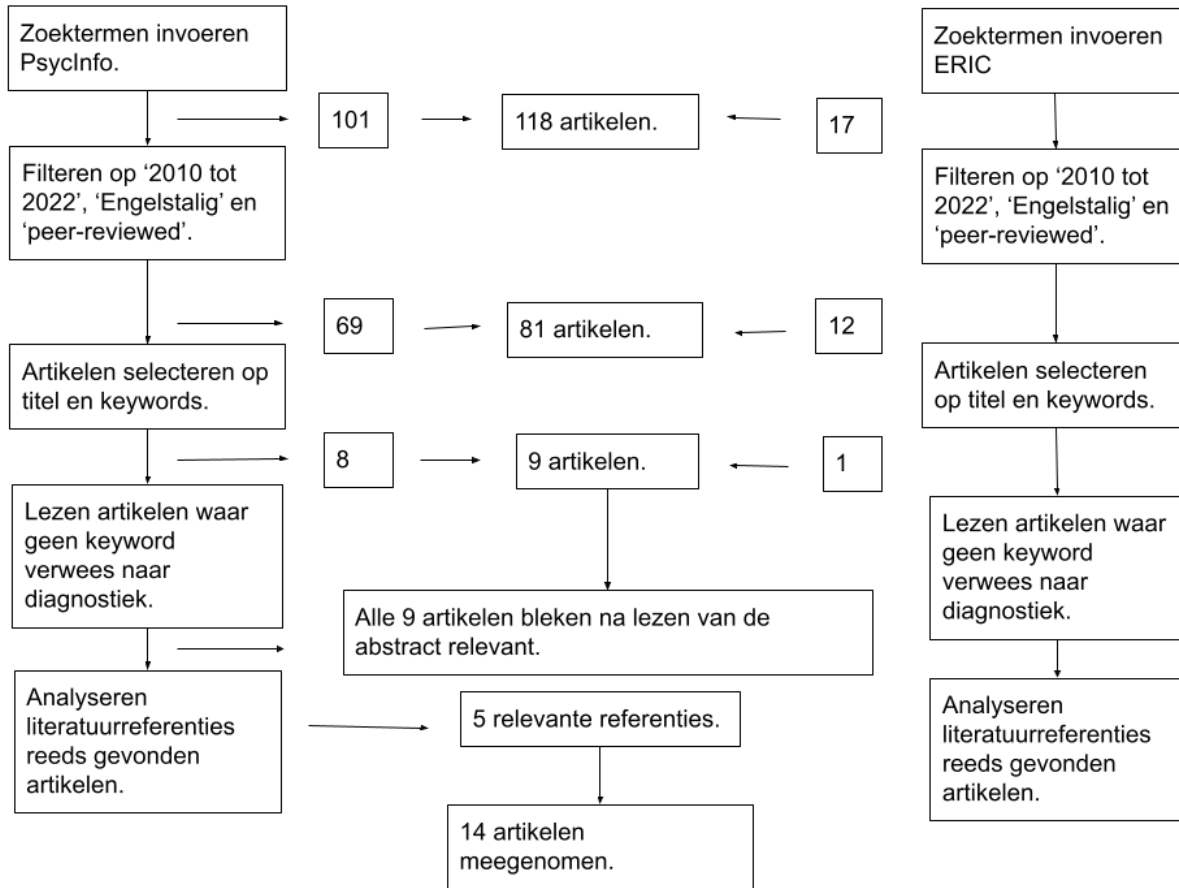 Zoektermen invoeren
PsycInfo.
Zoektermen invoeren
ERIC
101
118 artikelen.
17
Filteren op ‘2010 tot
2022’, ‘Engelstalig’ en
‘peer-reviewed’.
Filteren op ‘2010 tot
2022’, ‘Engelstalig’ en
‘peer-reviewed’.
69
81 artikelen.
12
Artikelen selecteren op
titel en keywords.
Artikelen selecteren
op titel en keywords.
8
9 artikelen.
1
Lezen artikelen waar
geen keyword
verwees naar
diagnostiek.
Lezen artikelen waar
geen keyword
verwees naar
diagnostiek.
Alle 9 artikelen bleken na lezen van de
abstract relevant.
Analyseren
literatuurreferenties
reeds gevonden
artikelen.
5 relevante referenties.
Analyseren
literatuurreferenties
reeds gevonden
artikelen.
14 artikelen
meegenomen.